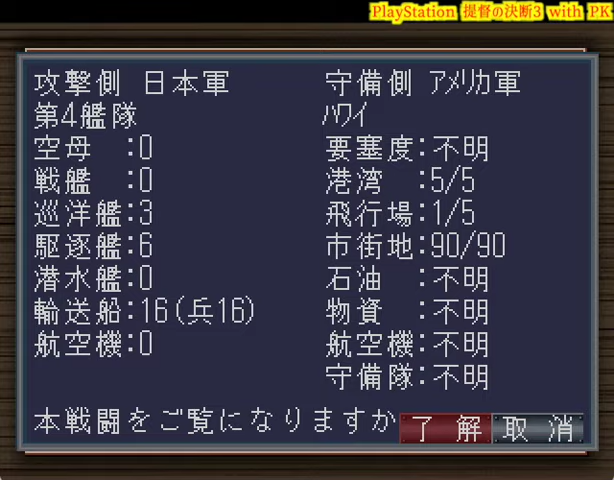 PlayStation 提督の決断3 with PK
攻撃側 日本軍
第4艦隊
空母 :0
戦艦 :0
巡洋艦:3
駆逐艦:6
潜水艦:0
輸送船:16(兵16)
航空機:0
守備側 アメリカ軍
ハワイ
要塞度:不明
港湾 :5/5
飛行場:1/5
市街地:90/90
石油 :不明
物資 :不明
航空機:不明
守備隊:不明
本戦闘をご覧になりますか
了解
取消